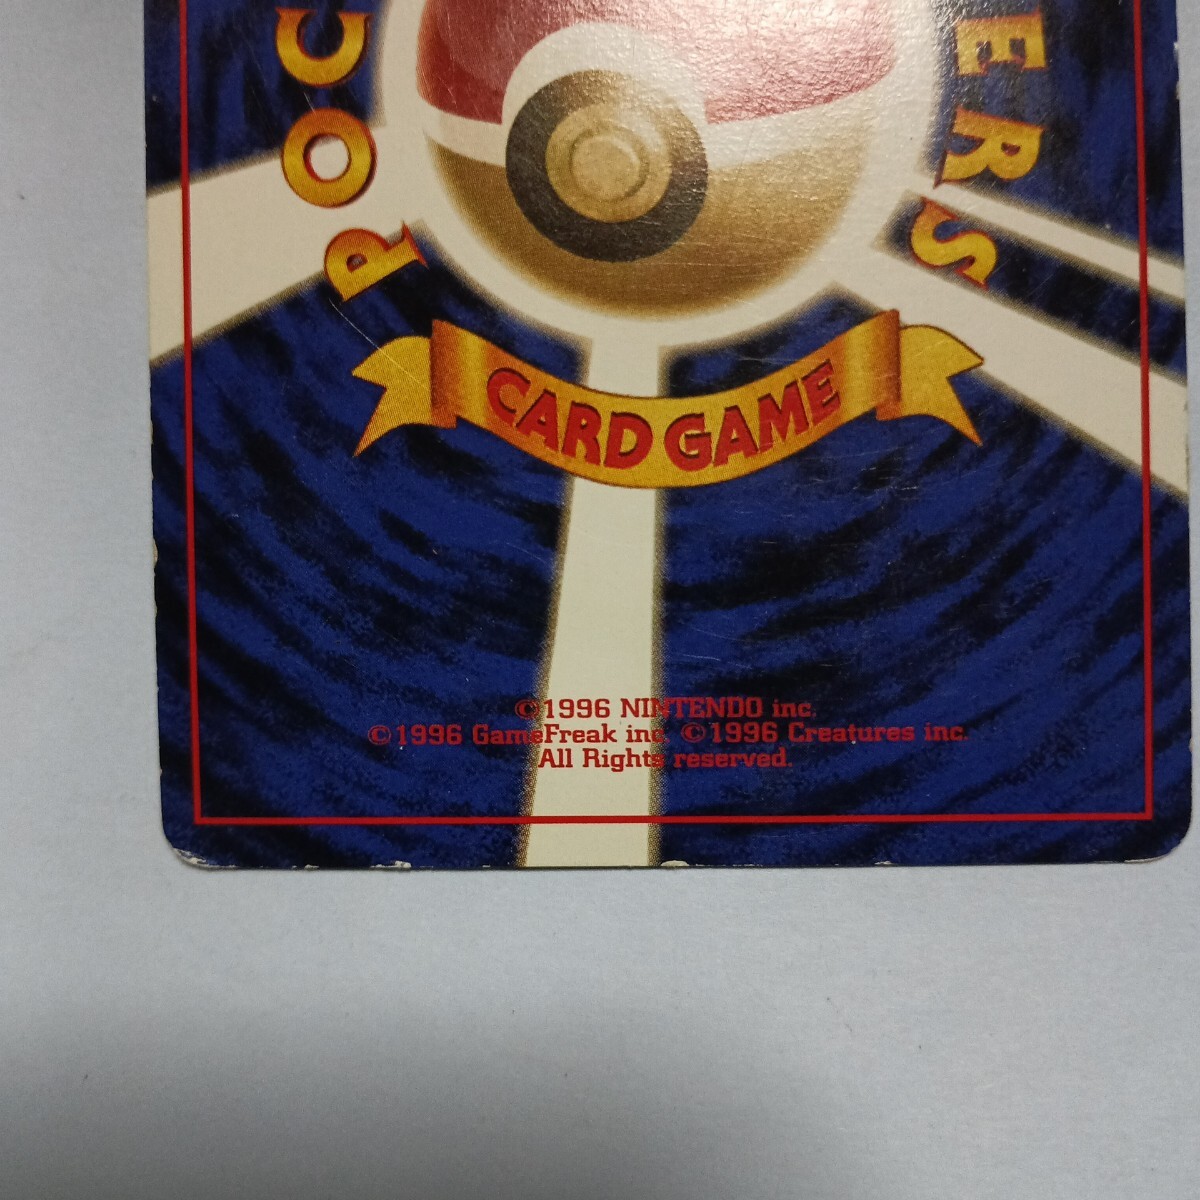 POC
ERS
CARD GAME
©1996 NINTENDO inc.
©1996 GameFreak inc. ©1996 Creatures inc.
All Rights reserved.